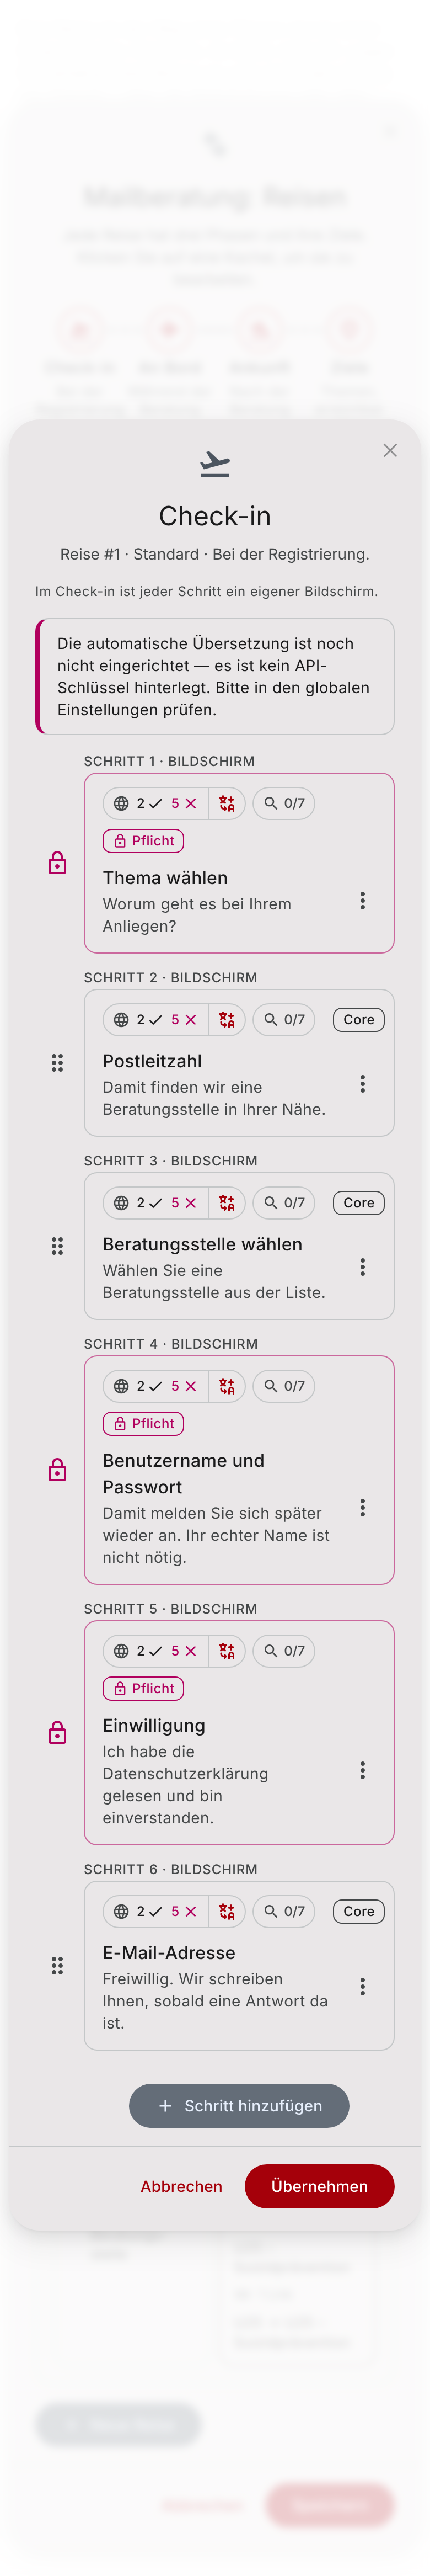 Mailberatung: Reisen
Check-in
Reise #1 · Standard · Bei der Registrierung.
Im Check-in ist jeder Schritt ein eigener Bildschirm.
Die automatische Übersetzung ist noch
nicht eingerichtet — es ist kein API-
Schlüssel hinterlegt. Bitte in den globalen
Einstellungen prüfen.
SCHRITT 1 · BILDSCHIRM
2 5 0/7
Pflicht
Thema wählen
Worum geht es bei Ihrem
Anliegen?
SCHRITT 2 · BILDSCHIRM
2 5 0/7 Core
Postleitzahl
Damit finden wir eine
Beratungsstelle in Ihrer Nähe.
SCHRITT 3 · BILDSCHIRM
2 5 0/7 Core
Beratungsstelle wählen
Wählen Sie eine
Beratungsstelle aus der Liste.
SCHRITT 4 · BILDSCHIRM
2 5 0/7
Pflicht
Benutzername und
Passwort
Damit melden Sie sich später
wieder an. Ihr echter Name ist
nicht nötig.
SCHRITT 5 · BILDSCHIRM
2 5 0/7
Pflicht
Einwilligung
Ich habe die
Datenschutzerklärung
gelesen und bin
einverstanden.
SCHRITT 6 · BILDSCHIRM
2 5 0/7 Core
E-Mail-Adresse
Freiwillig. Wir schreiben
Ihnen, sobald eine Antwort da
ist.
Schritt hinzufügen
Abbrechen Übernehmen